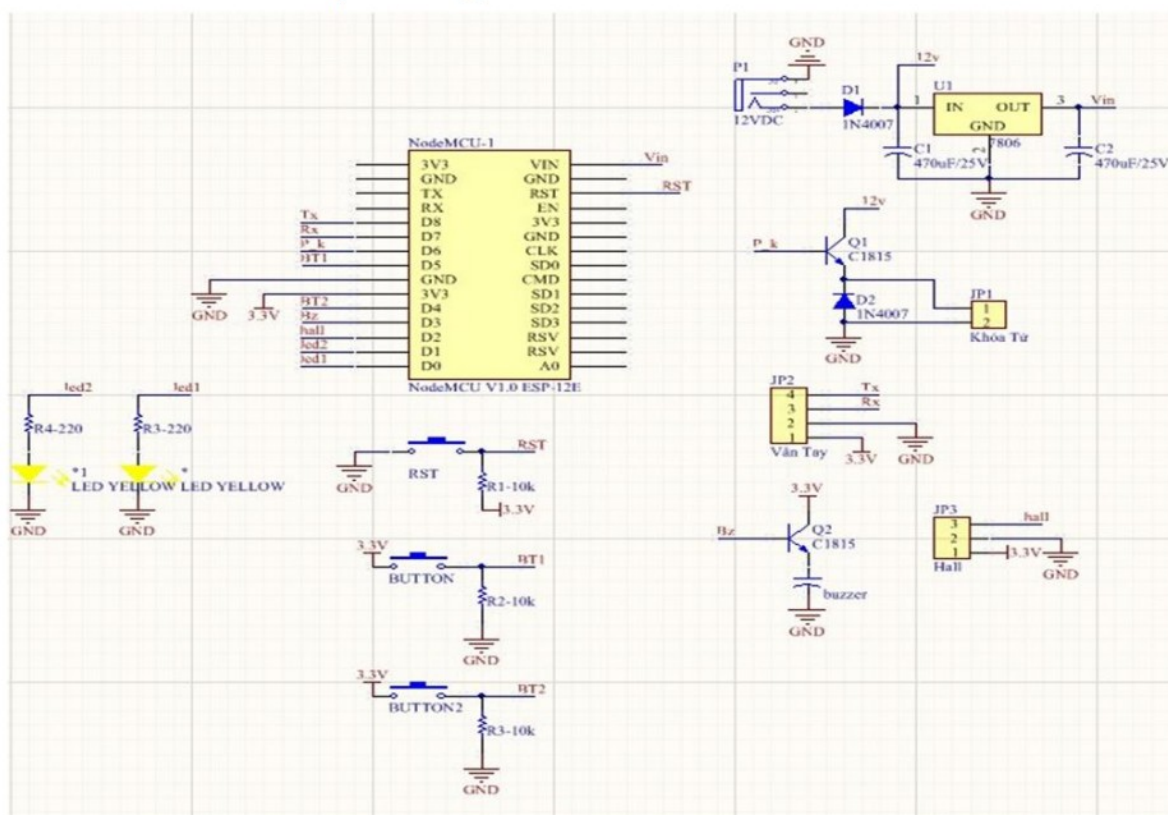 GND
P1
12VDC
D1
1N4007
12v
U1
1
IN
OUT
3
GND
2
7806
Vin
C1
470uF/25V
C2
470uF/25V
GND
NodeMCU-1
3V3
GND
TX
RX
D8
D7
D6
D5
GND
3V3
D4
D3
D2
D1
D0
VIN
GND
RST
EN
3V3
GND
CLK
SD0
CMD
SD1
SD2
SD3
RSV
RSV
A0
NodeMCU V1.0 ESP-12E
Tx
Rx
P_k
BT1
GND
3.3V
BT2
Bz
hall
led2
led1
Vin
RST
12v
P_k
Q1
C1815
D2
1N4007
GND
JP1
1
2
Khóa Từ
led2
R4-220
*1
LED YELLOW
GND
led1
R3-220
*
LED YELLOW
GND
RST
RST
GND
R1-10k
3.3V
JP2
4
3
2
1
Vân Tay
Tx
Rx
GND
3.3V
3.3V
BUTTON
BT1
R2-10k
GND
3.3V
Bz
Q2
C1815
buzzer
GND
JP3
3
2
1
Hall
hall
3.3V
GND
3.3V
BUTTON2
BT2
R3-10k
GND